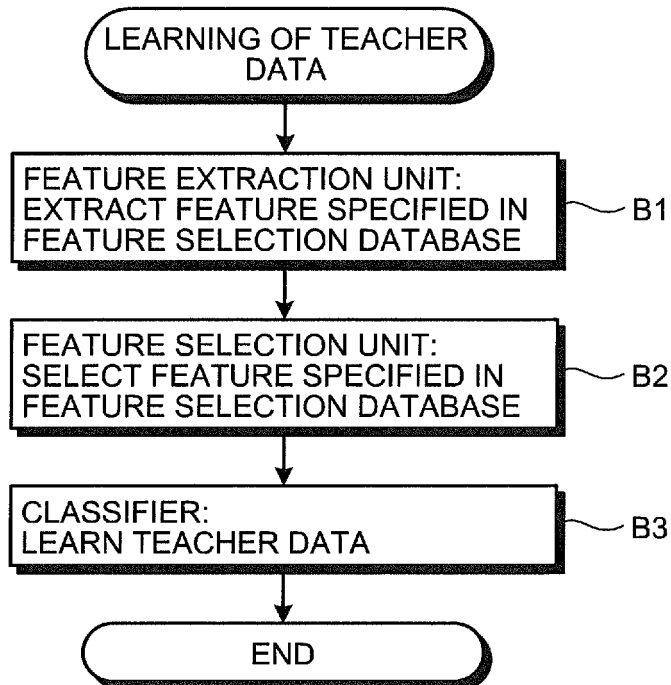 LEARNING OF TEACHER
DATA
FEATURE EXTRACTION UNIT:
EXTRACT FEATURE SPECIFIED IN
FEATURE SELECTION DATABASE
B1
FEATURE SELECTION UNIT:
SELECT FEATURE SPECIFIED IN
FEATURE SELECTION DATABASE
B2
CLASSIFIER:
LEARN TEACHER DATA
B3
END